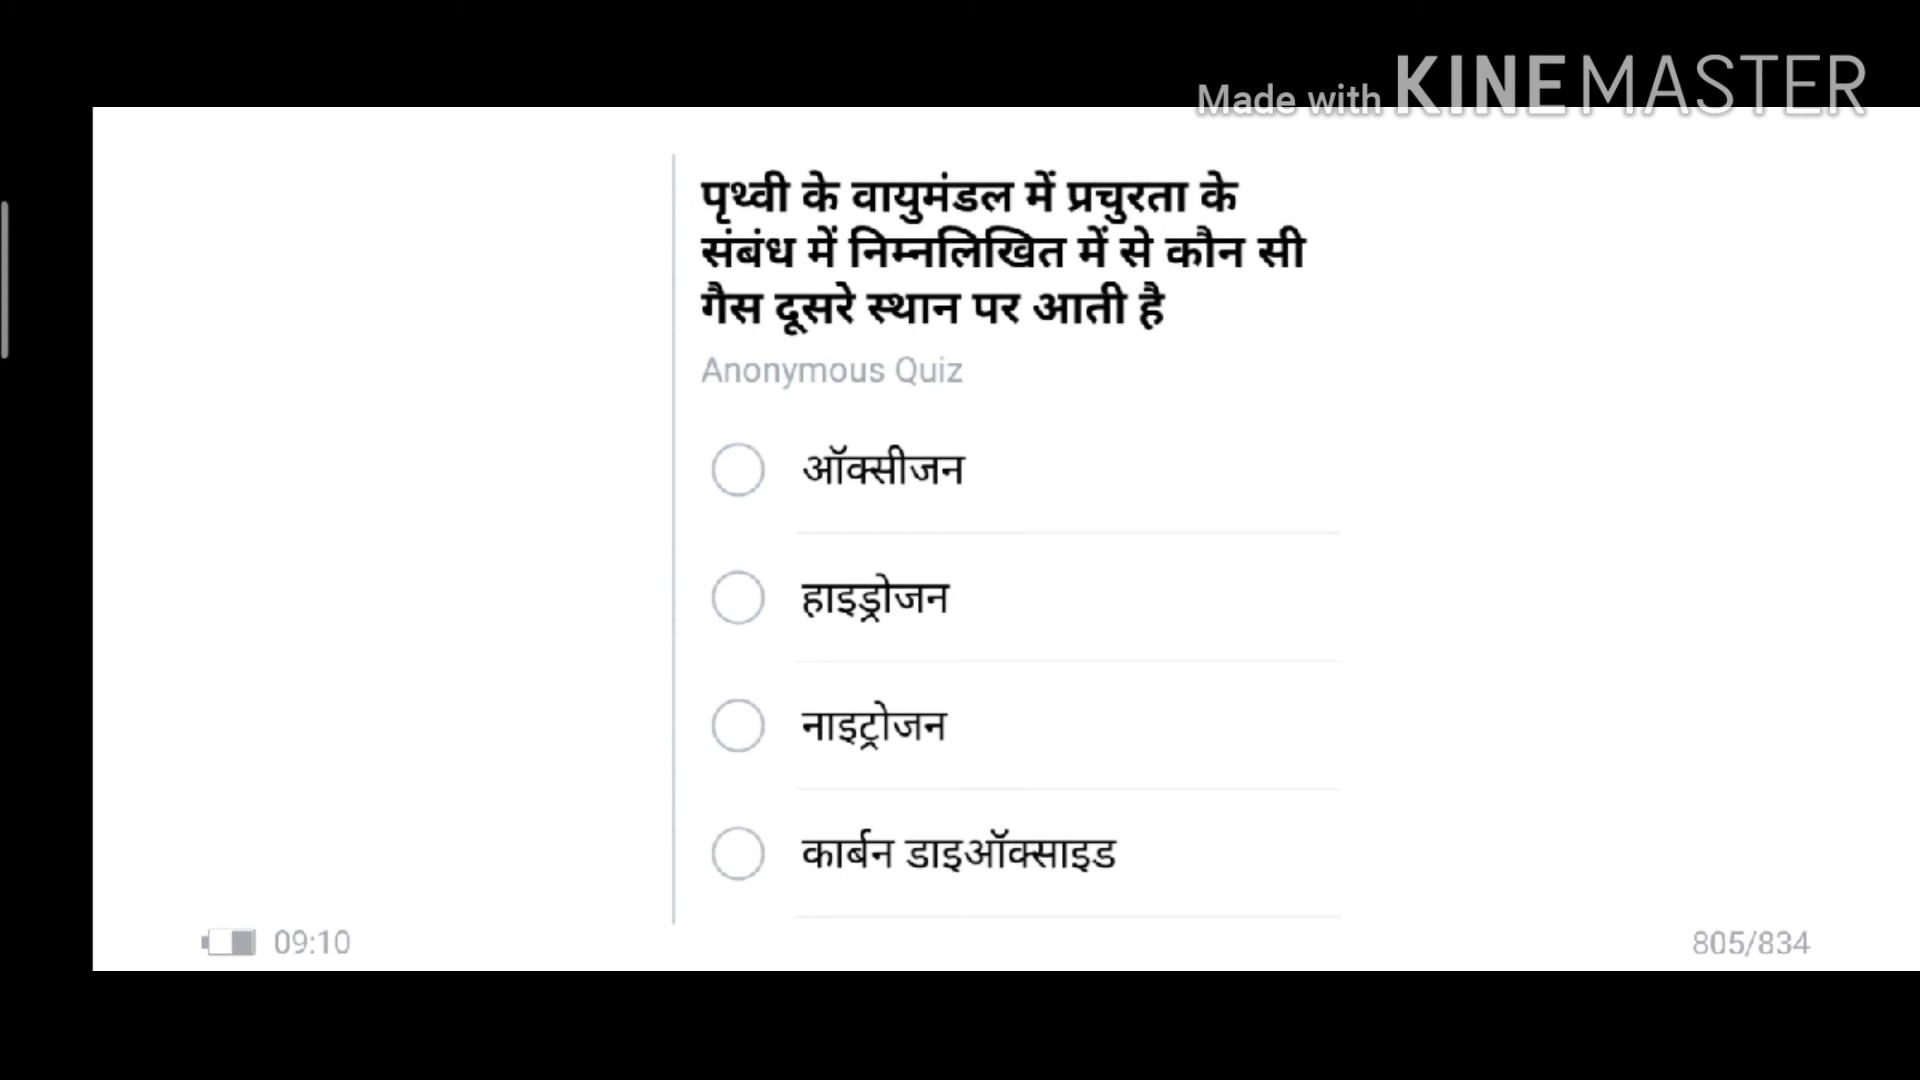 Made with KINEMASTER
पृथ्वी के वायुमंडल में प्रचुरता के
संबंध में निम्नलिखित में से कौन सी
गैस दूसरे स्थान पर आती है
Anonymous Quiz
ऑक्सीजन
हाइड्रोजन
नाइट्रोजन
कार्बन डाइऑक्साइड
09:10
805/834